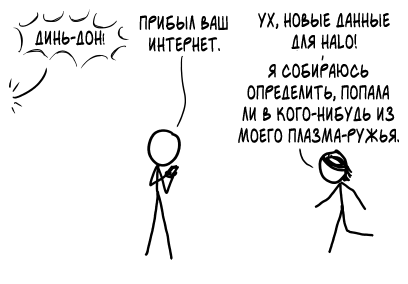 ДИНЬ-ДОН!
ПРИБЫЛ ВАШ
ИНТЕРНЕТ.
УХ, НОВЫЕ ДАННЫЕ
ДЛЯ HALO!
Я СОБИРАЮСЬ
ОПРЕДЕЛИТЬ, ПОПАЛА
ЛИ В КОГО-НИБУДЬ ИЗ
МОЕГО ПЛАЗМА-РУЖЬЯ.